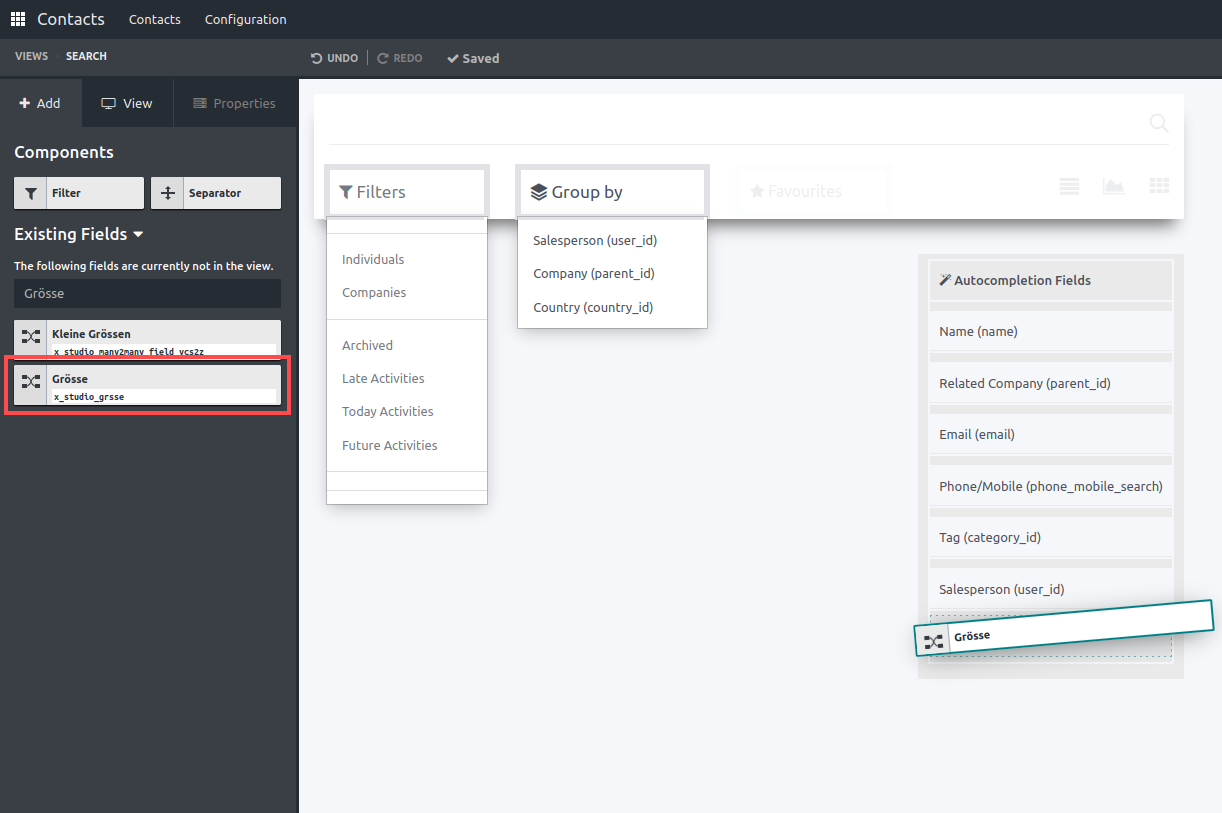 Contacts Contacts Configuration
VIEWS SEARCH UNDO REDO Saved
Add View Properties
Components
Filter Separator
Existing Fields
The following fields are currently not in the view.
Grösse
Kleine Grössen
x_studio_many2many_field_vcs2z
Grösse
x_studio_grsse
Filters
Individuals
Companies
Archived
Late Activities
Today Activities
Future Activities
Group by
Salesperson (user_id)
Company (parent_id)
Country (country_id)
Favourites
Autocompletion Fields
Name (name)
Related Company (parent_id)
Email (email)
Phone/Mobile (phone_mobile_search)
Tag (category_id)
Salesperson (user_id)
Grösse